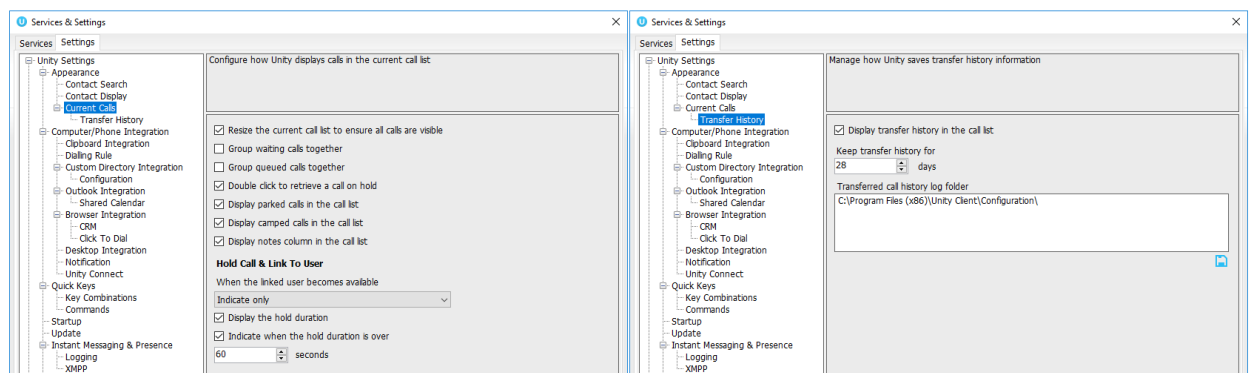 Services & Settings
Services Settings
Unity Settings
Appearance
Contact Search
Contact Display
Current Calls
Transfer History
Computer/Phone Integration
Clipboard Integration
Dialing Rule
Custom Directory Integration
Configuration
Outlook Integration
Shared Calendar
Browser Integration
CRM
Click To Dial
Desktop Integration
Notification
Unity Connect
Quick Keys
Key Combinations
Commands
Startup
Update
Instant Messaging & Presence
Logging
XMPP
Configure how Unity displays calls in the current call list
Resize the current call list to ensure all calls are visible
Group waiting calls together
Group queued calls together
Double click to retrieve a call on hold
Display parked calls in the call list
Display camped calls in the call list
Display notes column in the call list
Hold Call & Link To User
When the linked user becomes available
Indicate only
Display the hold duration
Indicate when the hold duration is over
60 seconds
Services & Settings
Services Settings
Unity Settings
Appearance
Contact Search
Contact Display
Current Calls
Transfer History
Computer/Phone Integration
Clipboard Integration
Dialing Rule
Custom Directory Integration
Configuration
Outlook Integration
Shared Calendar
Browser Integration
CRM
Click To Dial
Desktop Integration
Notification
Unity Connect
Quick Keys
Key Combinations
Commands
Startup
Update
Instant Messaging & Presence
Logging
XMPP
Manage how Unity saves transfer history information
Display transfer history in the call list
Keep transfer history for
28 days
Transferred call history log folder
C:\Program Files (x86)\Unity Client\Configuration\